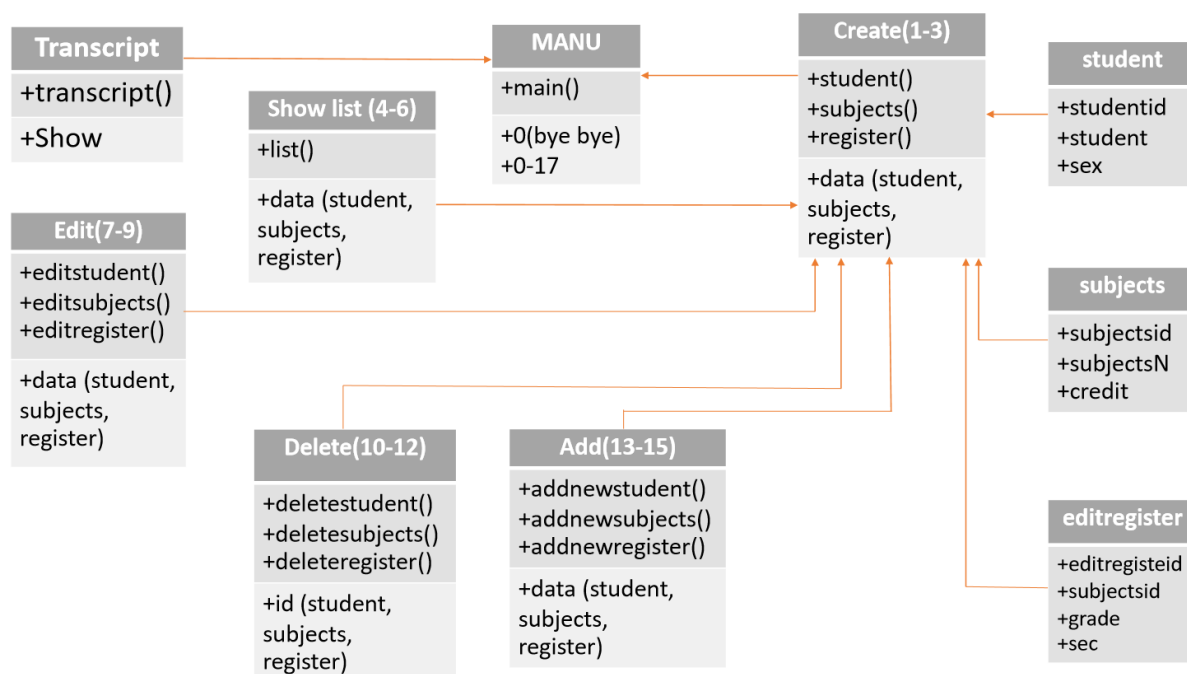 Transcript
+transcript()
+Show
MANU
+main()
+0(bye bye)
+0-17
Create(1-3)
+student()
+subjects()
+register()
+data (student,
subjects,
register)
student
+studentid
+student
+sex
Show list (4-6)
+list()
+data (student,
subjects,
register)
Edit(7-9)
+editstudent()
+editsubjects()
+editregister()
+data (student,
subjects,
register)
subjects
+subjectsid
+subjectsN
+credit
Delete(10-12)
+deletestudent()
+deletesubjects()
+deleteregister()
+id (student,
subjects,
register)
Add(13-15)
+addnewstudent()
+addnewsubjects()
+addnewregister()
+data (student,
subjects,
register)
editregister
+editregisteid
+subjectsid
+grade
+sec